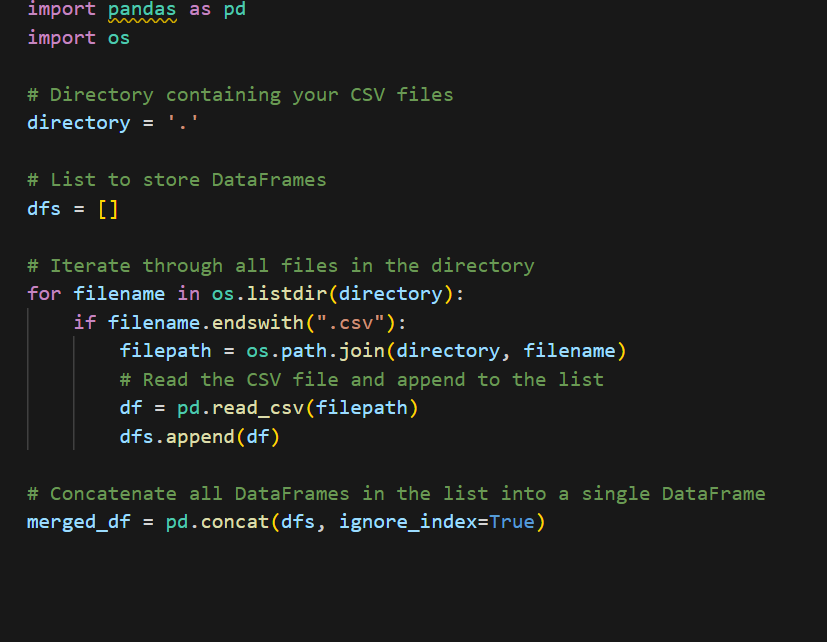 import pandas as pd
import os
# Directory containing your CSV files
directory = '.'
# List to store DataFrames
dfs = []
# Iterate through all files in the directory
for filename in os.listdir(directory):
    if filename.endswith(".csv"):
        filepath = os.path.join(directory, filename)
        # Read the CSV file and append to the list
        df = pd.read_csv(filepath)
        dfs.append(df)
# Concatenate all DataFrames in the list into a single DataFrame
merged_df = pd.concat(dfs, ignore_index=True)